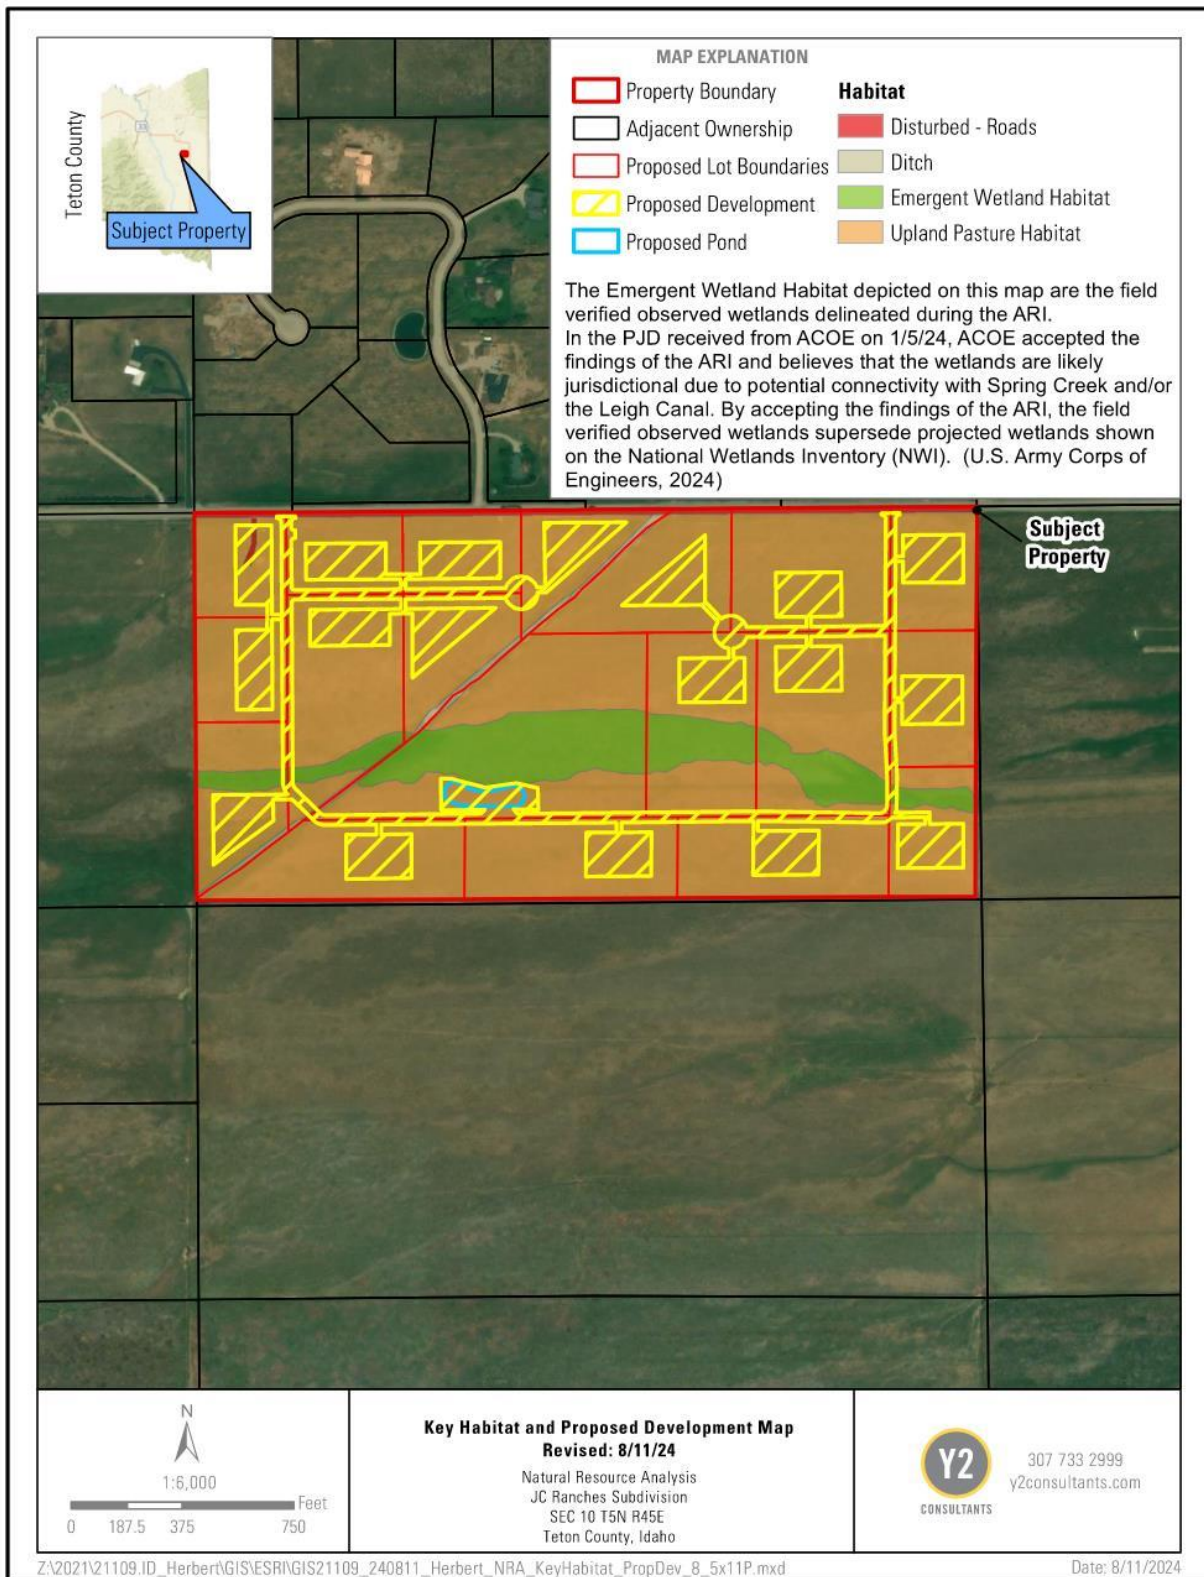 Teton County
33
Subject Property
MAP EXPLANATION
Property Boundary
Adjacent Ownership
Proposed Lot Boundaries
Proposed Development
Proposed Pond
Habitat
Disturbed - Roads
Ditch
Emergent Wetland Habitat
Upland Pasture Habitat
The Emergent Wetland Habitat depicted on this map are the field
verified observed wetlands delineated during the ARI.
In the PJD received from ACOE on 1/5/24, ACOE accepted the
findings of the ARI and believes that the wetlands are likely
jurisdictional due to potential connectivity with Spring Creek and/or
the Leigh Canal. By accepting the findings of the ARI, the field
verified observed wetlands supersede projected wetlands shown
on the National Wetlands Inventory (NWI). (U.S. Army Corps of
Engineers, 2024)
Subject
Property
N
1:6,000
Feet
0 187.5 375 750
Key Habitat and Proposed Development Map
Revised: 8/11/24
Natural Resource Analysis
JC Ranches Subdivision
SEC 10 T5N R45E
Teton County, Idaho
Y2
CONSULTANTS
307 733 2999
y2consultants.com
Z:\2021\21109.ID_Herbert\GIS\ESRI\GIS21109_240811_Herbert_NRA_KeyHabitat_PropDev_8_5x11P.mxd
Date: 8/11/2024